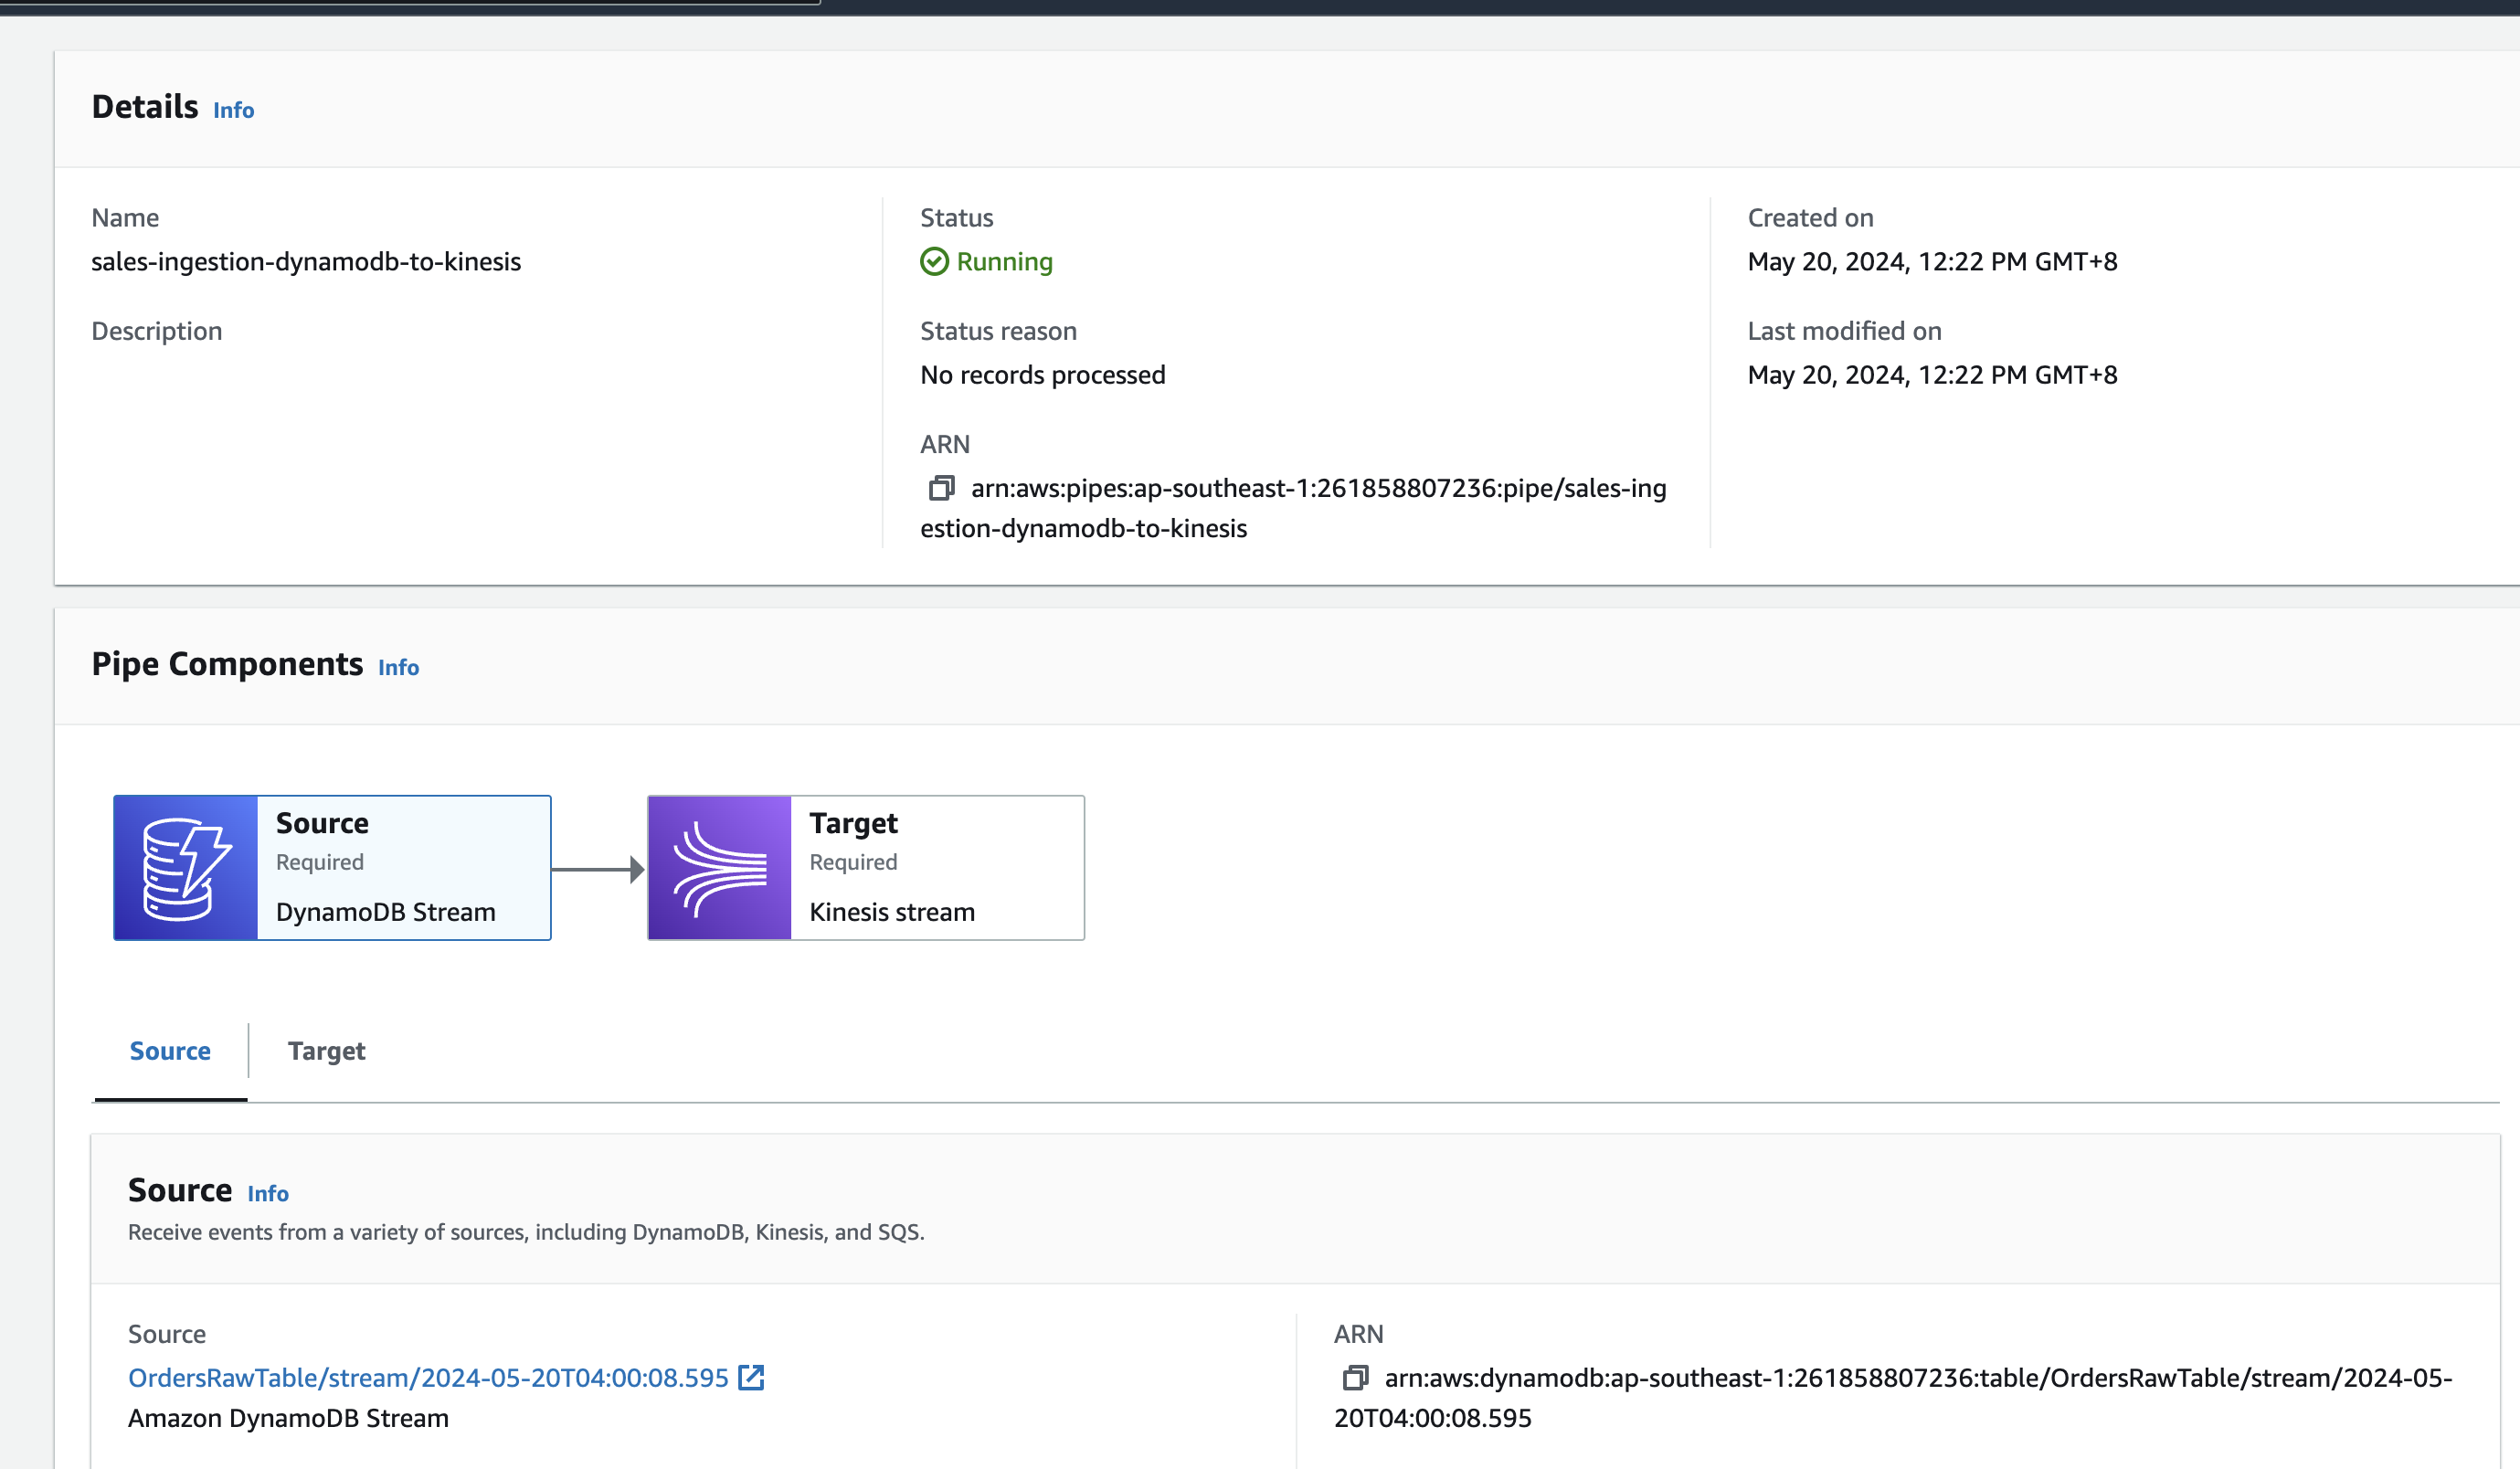 Details Info
Name
sales-ingestion-dynamodb-to-kinesis
Description
Status
Running
Status reason
No records processed
ARN
arn:aws:pipes:ap-southeast-1:261858807236:pipe/sales-ing
estion-dynamodb-to-kinesis
Created on
May 20, 2024, 12:22 PM GMT+8
Last modified on
May 20, 2024, 12:22 PM GMT+8
Pipe Components Info
Source
Required
DynamoDB Stream
Target
Required
Kinesis stream
Source
Target
Source Info
Receive events from a variety of sources, including DynamoDB, Kinesis, and SQS.
Source
OrdersRawTable/stream/2024-05-20T04:00:08.595
Amazon DynamoDB Stream
ARN
arn:aws:dynamodb:ap-southeast-1:261858807236:table/OrdersRawTable/stream/2024-05-
20T04:00:08.595